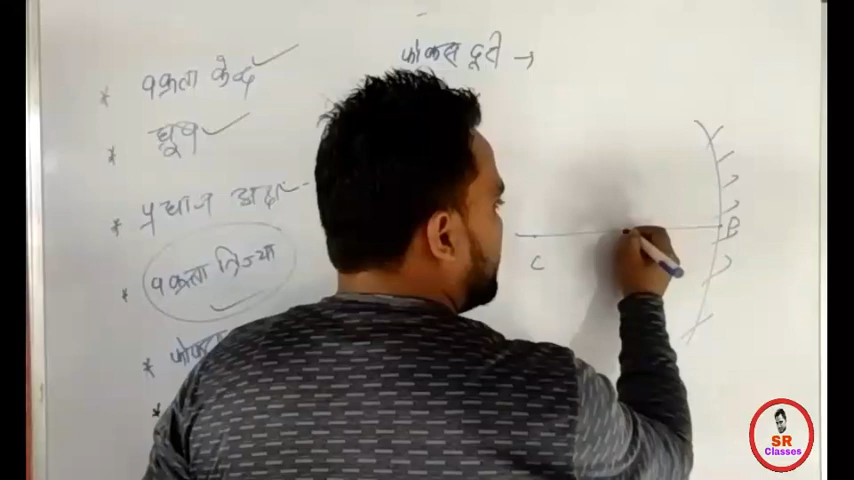 फोकस दूरी →
* वक्रता केन्द्र ✓
* ध्रुव ✓
* प्रधान अक्ष
* वक्रता त्रिज्या ✓
* फोकस
*
C
B
SR
Classes